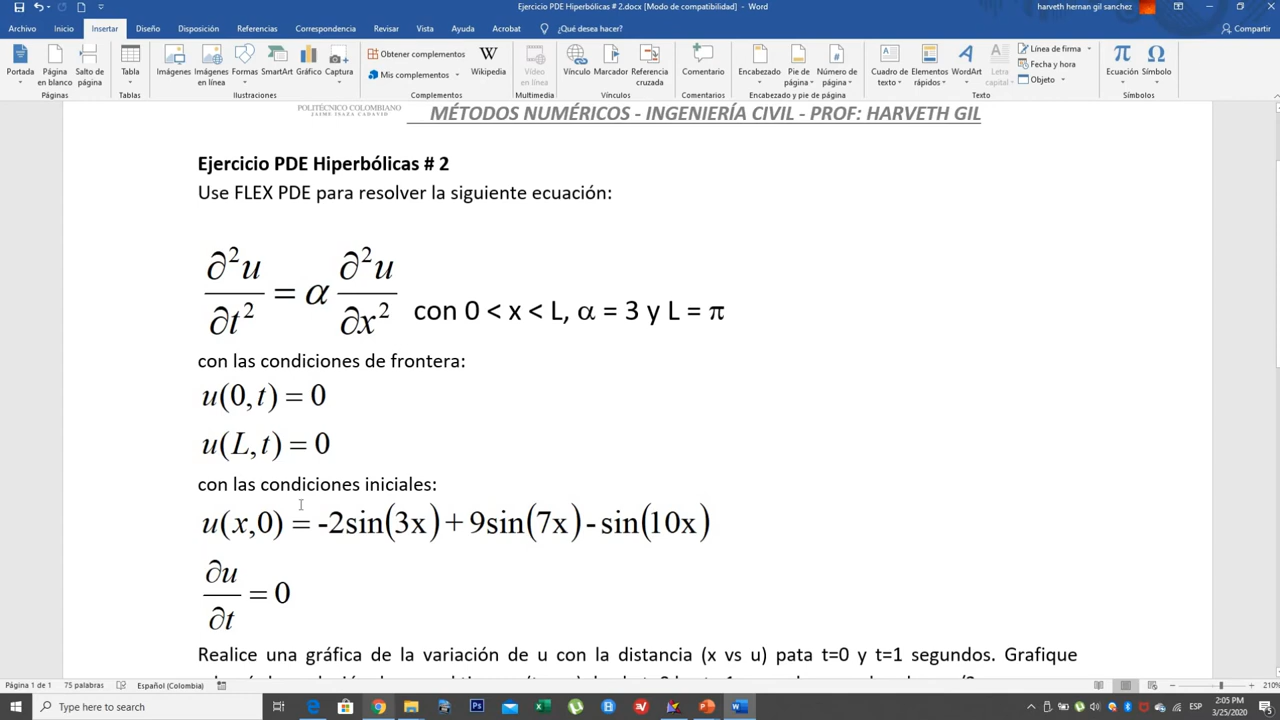 Ejercicio PDE Hiperbólicas # 2.docx [Modo de compatibilidad] - Word
harveth hernan gil sanchez
Archivo Inicio Insertar Diseño Disposición Referencias Correspondencia Revisar Vista Ayuda Acrobat ¿Qué desea hacer? Compartir
Portada Página en blanco Salto de página Tabla Imágenes Imágenes en línea Formas SmartArt Gráfico Captura Obtener complementos Mis complementos Wikipedia Vídeo en línea Vínculo Marcador Referencia cruzada Comentario Encabezado Pie de página Número de página Cuadro de texto Elementos rápidos WordArt Letra capital Línea de firma Fecha y hora Objeto Ecuación Símbolo
Páginas Tablas Ilustraciones Complementos Multimedia Vínculos Comentarios Encabezado y pie de página Texto Símbolos
POLITÉCNICO COLOMBIANO
JAIME ISAZA CADAVID
MÉTODOS NUMÉRICOS - INGENIERÍA CIVIL - PROF: HARVETH GIL
Ejercicio PDE Hiperbólicas # 2
Use FLEX PDE para resolver la siguiente ecuación:
∂²u/∂t² = α ∂²u/∂x² con 0 < x < L, α = 3 y L = π
con las condiciones de frontera:
u(0,t) = 0
u(L,t) = 0
con las condiciones iniciales:
u(x,0) = -2sin(3x) + 9sin(7x) - sin(10x)
∂u/∂t = 0
Realice una gráfica de la variación de u con la distancia (x vs u) pata t=0 y t=1 segundos. Grafique
Página 1 de 1 75 palabras Español (Colombia) 210%
Type here to search
ESP 2:05 PM
3/25/2020